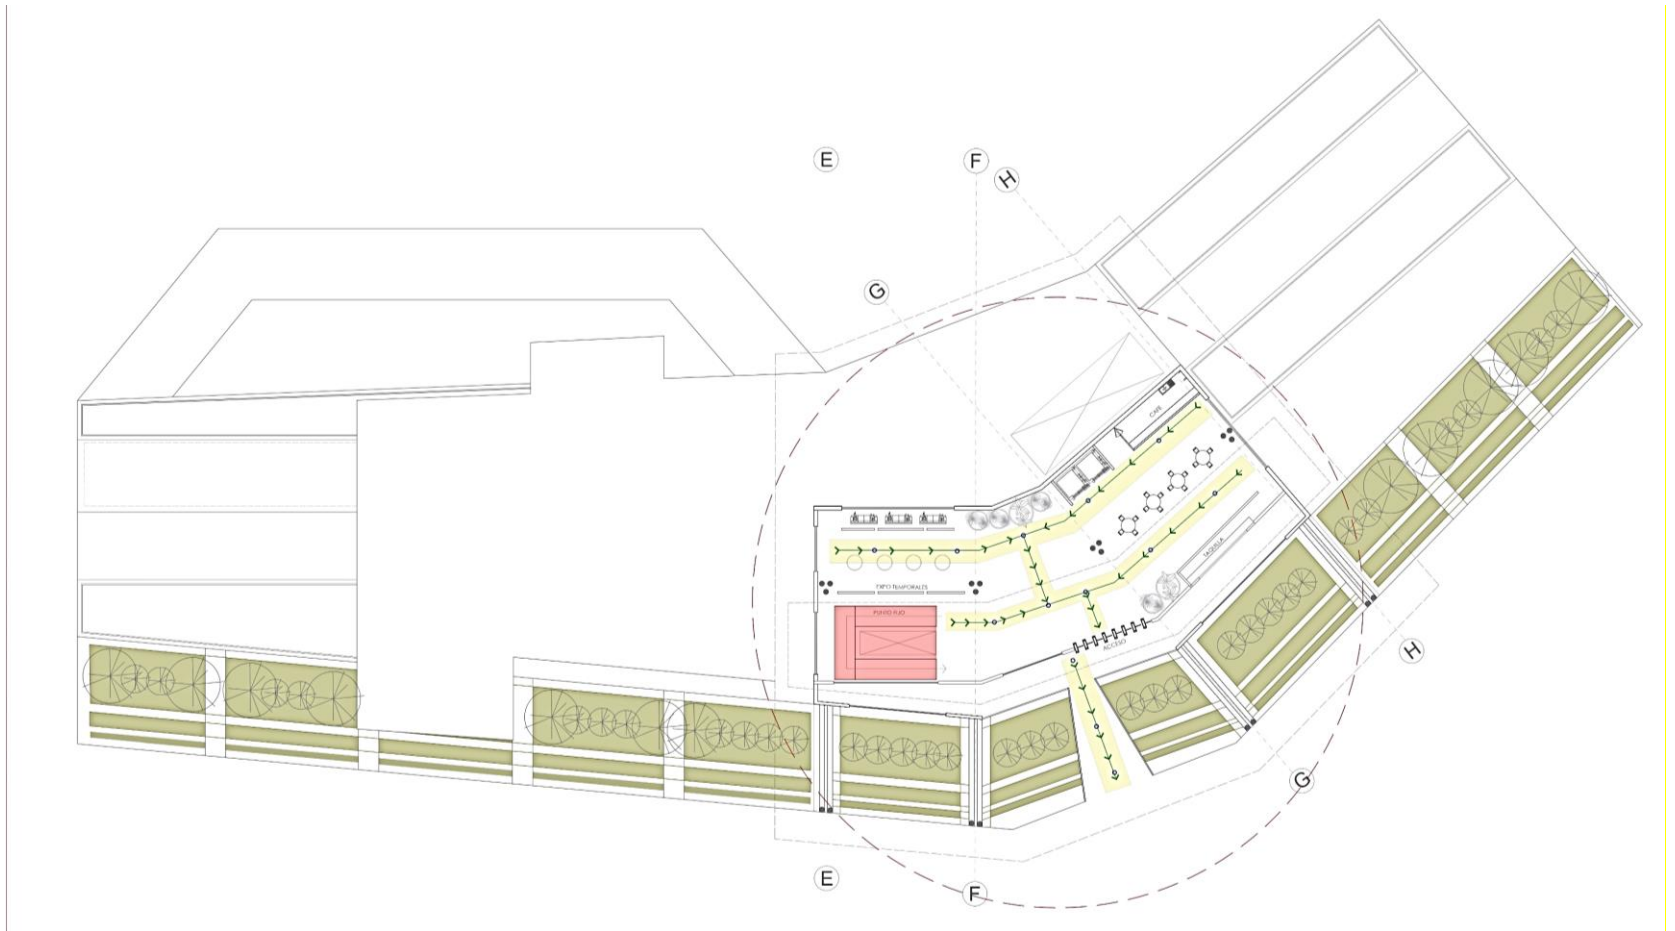 E
F
H
G
CAFE
TAQUILLA
EXPO TEMPORALES
PUNTO FIJO
ACCESO
H
G
E
F